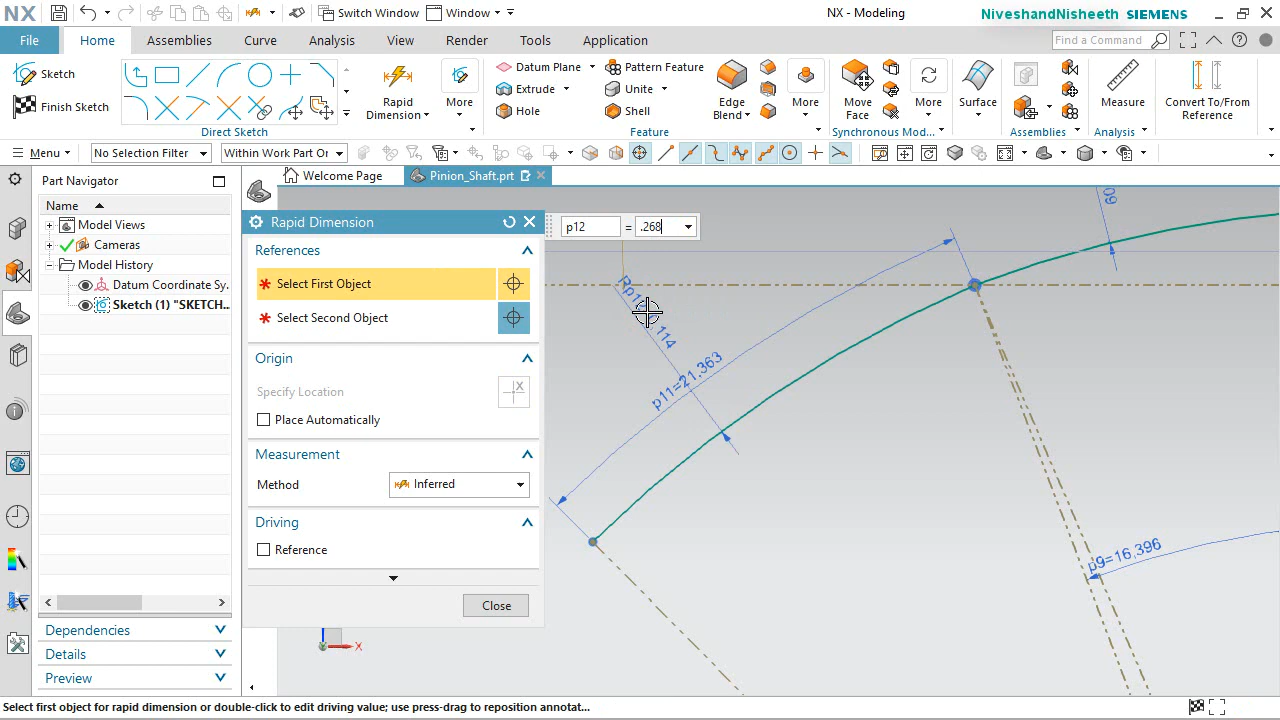 NX
Switch Window
Window
NX - Modeling
NiveshandNisheeth SIEMENS
File
Home
Assemblies
Curve
Analysis
View
Render
Tools
Application
Find a Command
Sketch
Finish Sketch
Direct Sketch
Rapid Dimension
More
Datum Plane
Extrude
Hole
Pattern Feature
Unite
Shell
Edge Blend
More
Feature
Move Face
More
Synchronous Mod...
Surface
Assemblies
Measure
Analysis
Convert To/From Reference
Menu
No Selection Filter
Within Work Part Or
Part Navigator
Name
Model Views
Cameras
Model History
Datum Coordinate Sy.
Sketch (1) "SKETCH...
Dependencies
Details
Preview
Welcome Page
Pinion_Shaft.prt
Rapid Dimension
p12 = .268
References
* Select First Object
* Select Second Object
Origin
Specify Location
Place Automatically
Measurement
Method
Inferred
Driving
Reference
Close
114
p11=21,363
p9=16,396
X
Select first object for rapid dimension or double-click to edit driving value; use press-drag to reposition annotat...